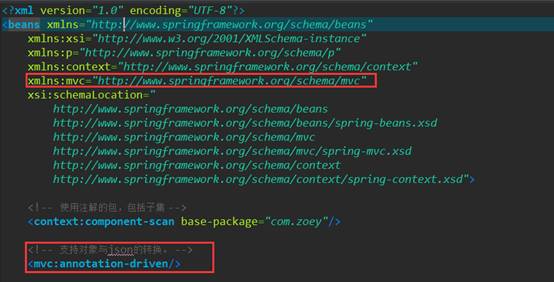 <?xml version="1.0" encoding="UTF-8"?>
<beans xmlns="http://www.springframework.org/schema/beans"
xmlns:xsi="http://www.w3.org/2001/XMLSchema-instance"
xmlns:p="http://www.springframework.org/schema/p"
xmlns:context="http://www.springframework.org/schema/context"
xmlns:mvc="http://www.springframework.org/schema/mvc"
xsi:schemaLocation="
http://www.springframework.org/schema/beans
http://www.springframework.org/schema/beans/spring-beans.xsd
http://www.springframework.org/schema/mvc
http://www.springframework.org/schema/mvc/spring-mvc.xsd
http://www.springframework.org/schema/context
http://www.springframework.org/schema/context/spring-context.xsd">
<!-- 使用注解的包，包括子集 -->
<context:component-scan base-package="com.zoey"/>
<!-- 支持对象与json的转换。 -->
<mvc:annotation-driven/>